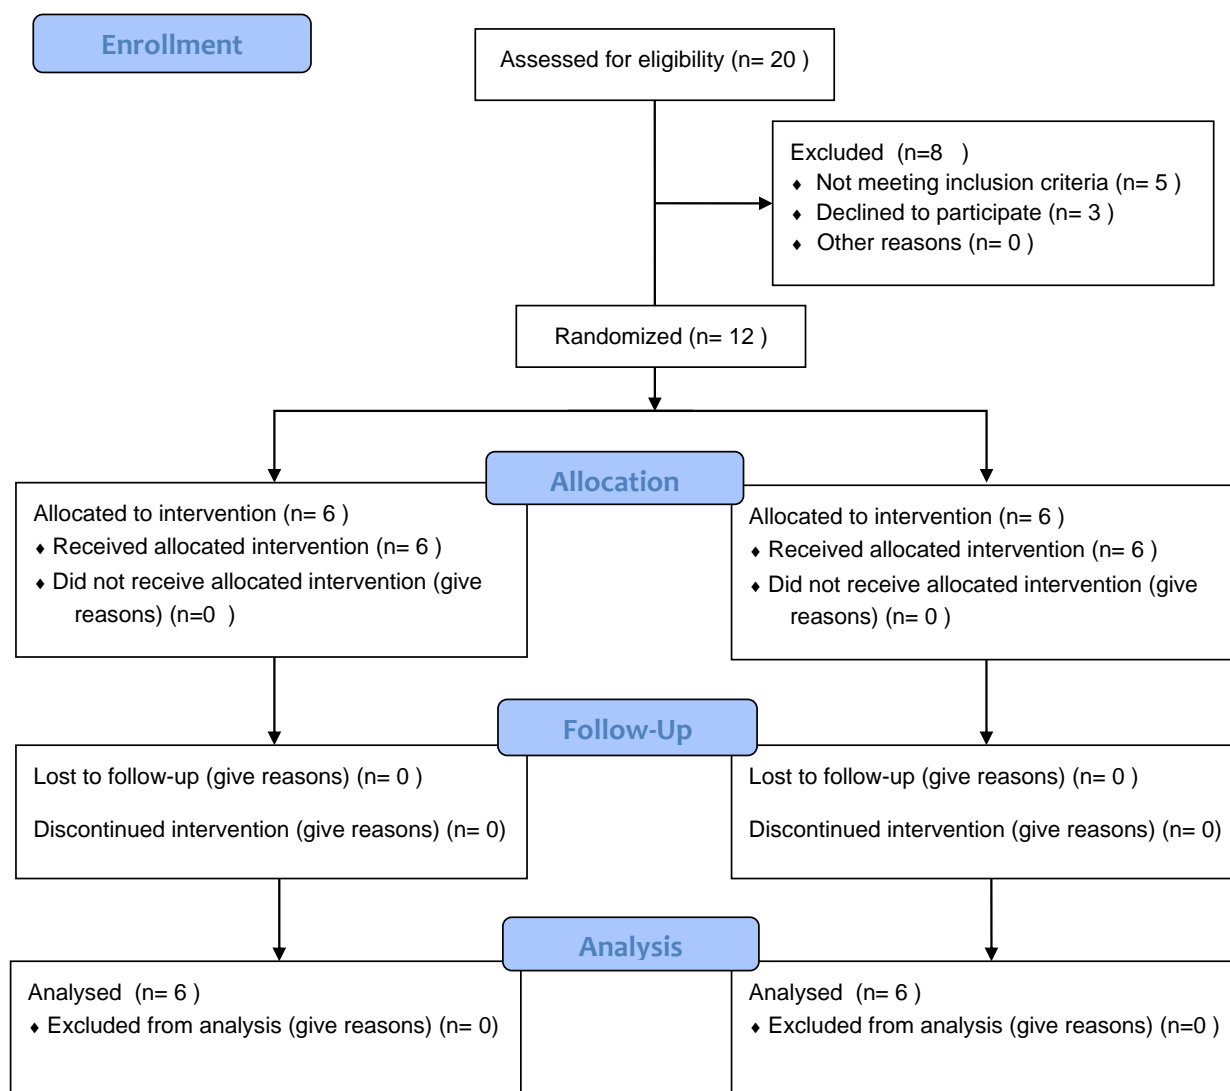 Enrollment
Assessed for eligibility (n= 20 )
Excluded (n=8 )
♦ Not meeting inclusion criteria (n= 5 )
♦ Declined to participate (n= 3 )
♦ Other reasons (n= 0 )
Randomized (n= 12 )
Allocation
Allocated to intervention (n= 6 )
♦ Received allocated intervention (n= 6 )
♦ Did not receive allocated intervention (give
reasons) (n=0 )
Allocated to intervention (n= 6 )
♦ Received allocated intervention (n= 6 )
♦ Did not receive allocated intervention (give
reasons) (n= 0 )
Follow-Up
Lost to follow-up (give reasons) (n= 0 )
Discontinued intervention (give reasons) (n= 0)
Lost to follow-up (give reasons) (n= 0 )
Discontinued intervention (give reasons) (n= 0)
Analysis
Analysed (n= 6 )
♦ Excluded from analysis (give reasons) (n= 0)
Analysed (n= 6 )
♦ Excluded from analysis (give reasons) (n=0 )